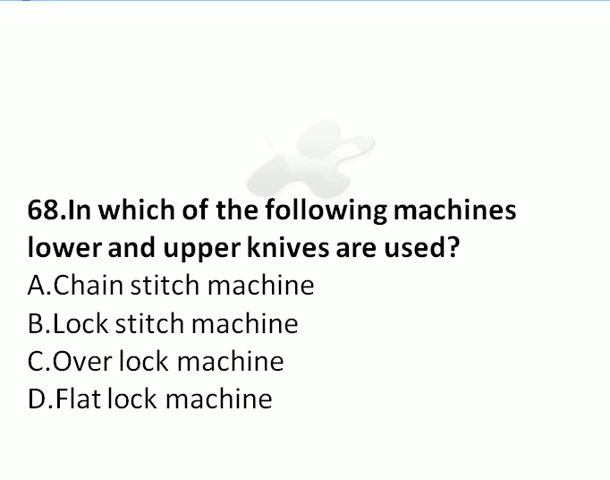 68.In which of the following machines
lower and upper knives are used?
A.Chain stitch machine
B.Lock stitch machine
C.Over lock machine
D.Flat lock machine